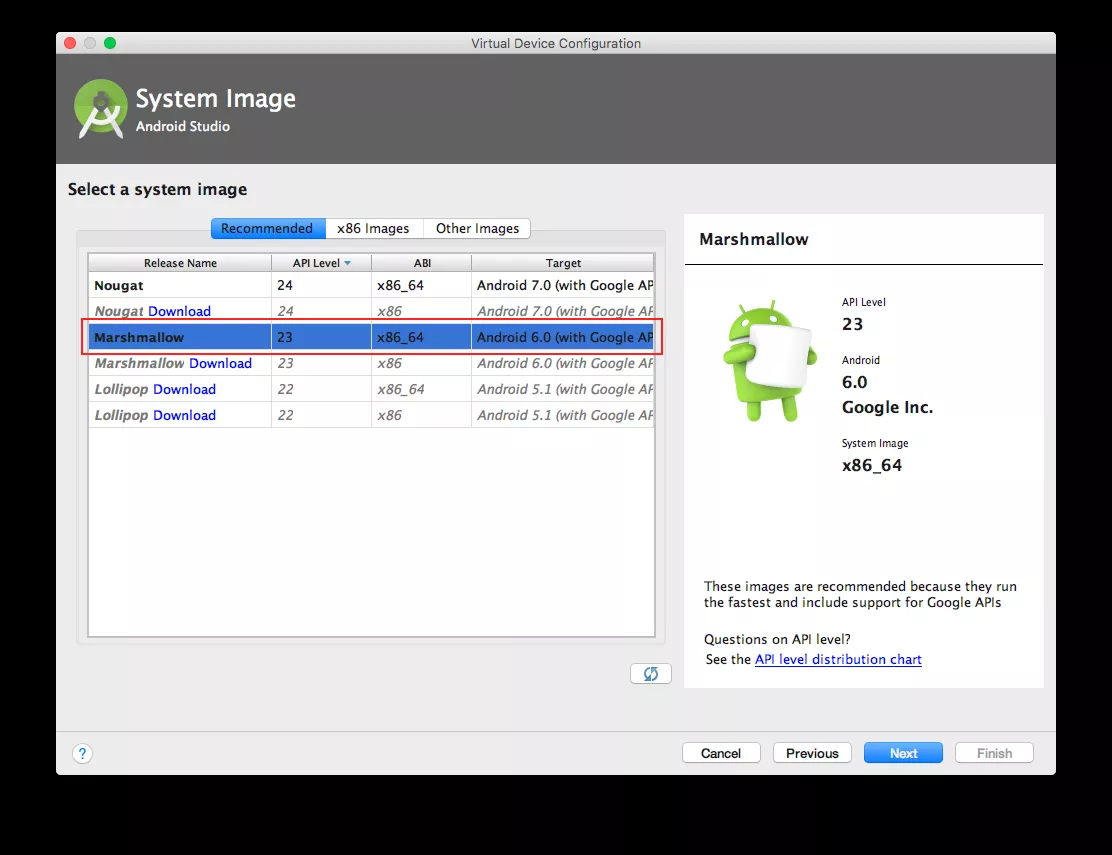 Virtual Device Configuration
System Image
Android Studio
Select a system image
Recommended x86 Images Other Images
Release Name API Level ABI Target
Nougat 24 x86_64 Android 7.0 (with Google AP
Nougat Download 24 x86 Android 7.0 (with Google AP
Marshmallow 23 x86_64 Android 6.0 (with Google AP
Marshmallow Download 23 x86 Android 6.0 (with Google AP
Lollipop Download 22 x86_64 Android 5.1 (with Google AP
Lollipop Download 22 x86 Android 5.1 (with Google AP
Marshmallow
API Level
23
Android
6.0
Google Inc.
System Image
x86_64
These images are recommended because they run
the fastest and include support for Google APIs
Questions on API level?
See the API level distribution chart
? Cancel Previous Next Finish